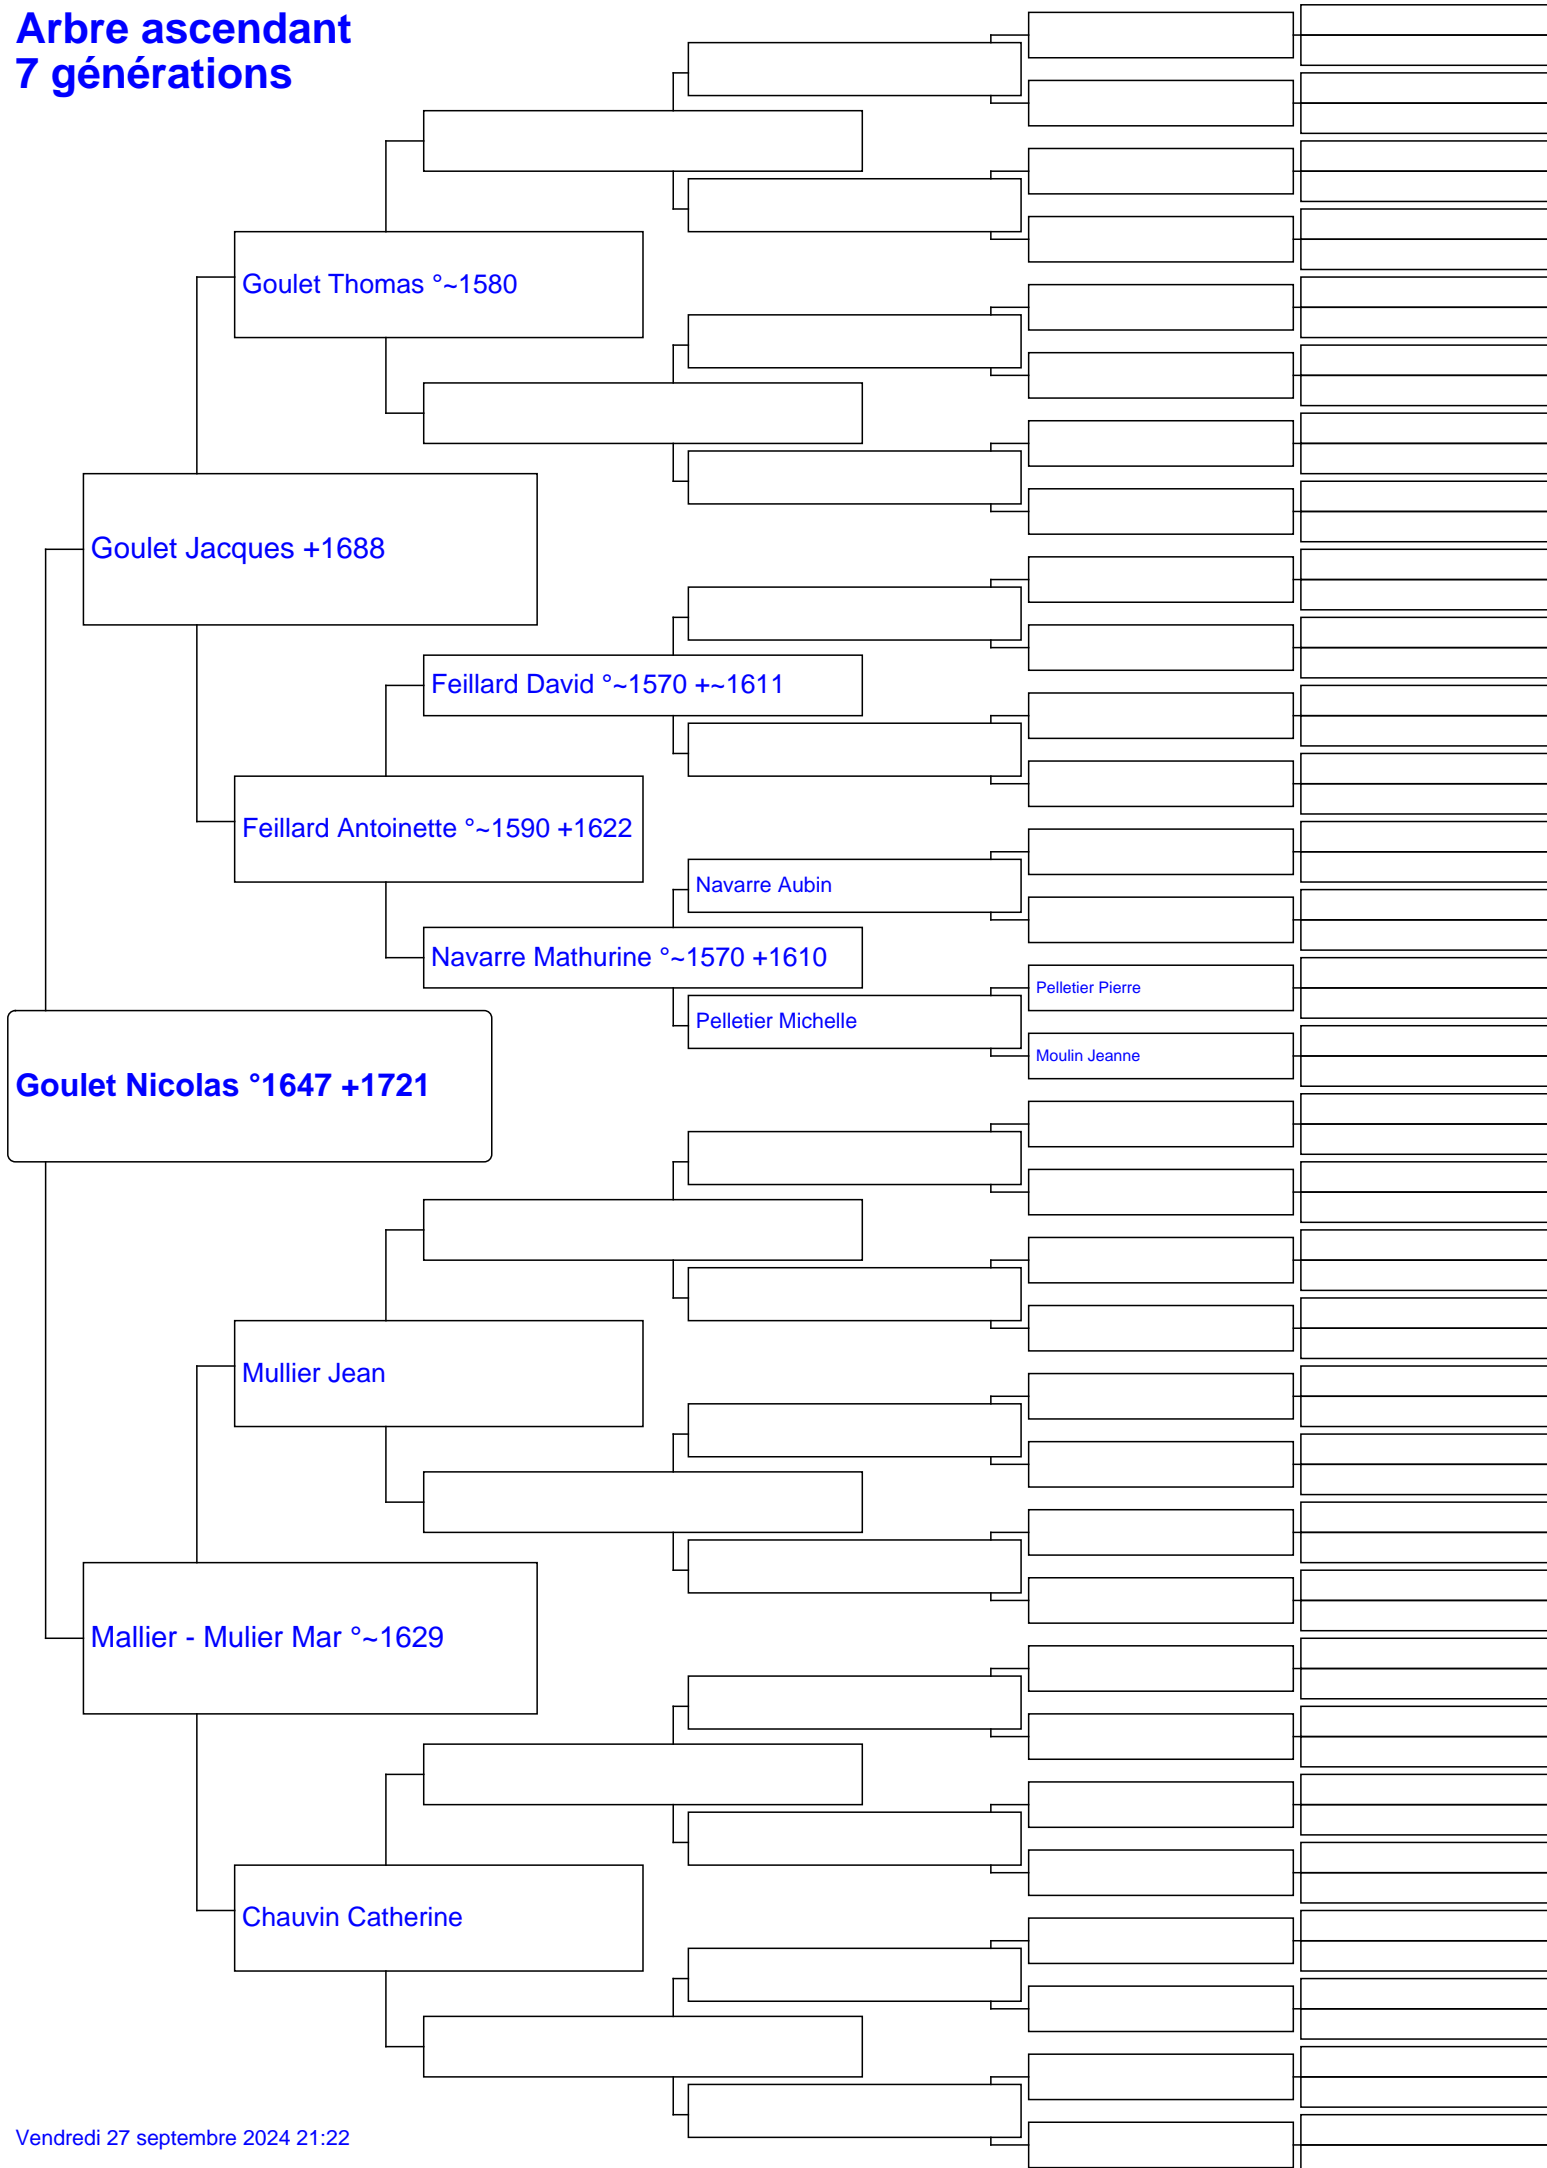 Arbre ascendant
7 générations
Goulet Thomas °~1580
Goulet Jacques +1688
Feillard David °~1570 +~1611
Feillard Antoinette °~1590 +1622
Navarre Aubin
Navarre Mathurine °~1570 +1610
Pelletier Pierre
Pelletier Michelle
Moulin Jeanne
Goulet Nicolas °1647 +1721
Mullier Jean
Mallier - Mulier Mar °~1629
Chauvin Catherine
Vendredi 27 septembre 2024 21:22